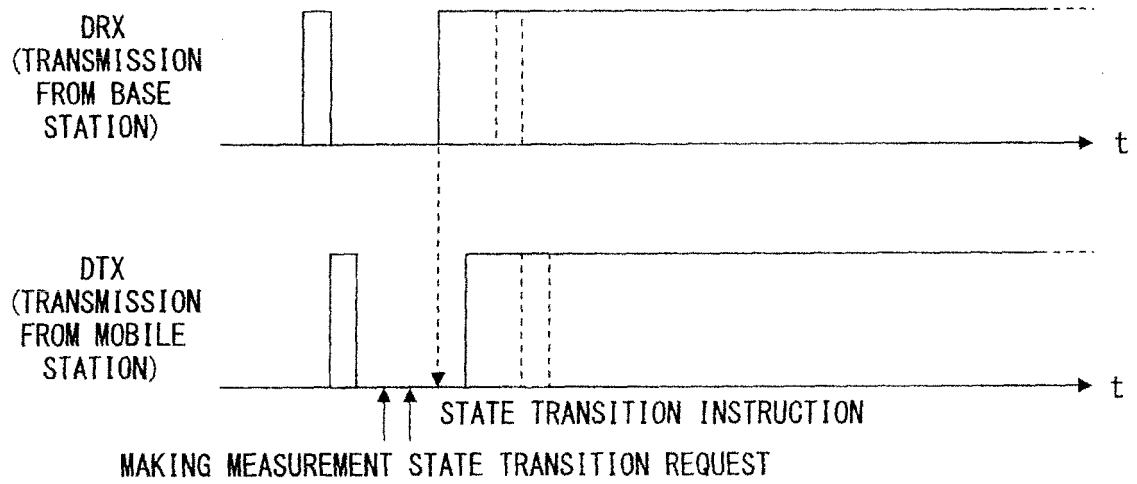 DRX
(TRANSMISSION
FROM BASE
STATION)
t
DTX
(TRANSMISSION
FROM MOBILE
STATION)
t
STATE TRANSITION INSTRUCTION
MAKING MEASUREMENT STATE TRANSITION REQUEST